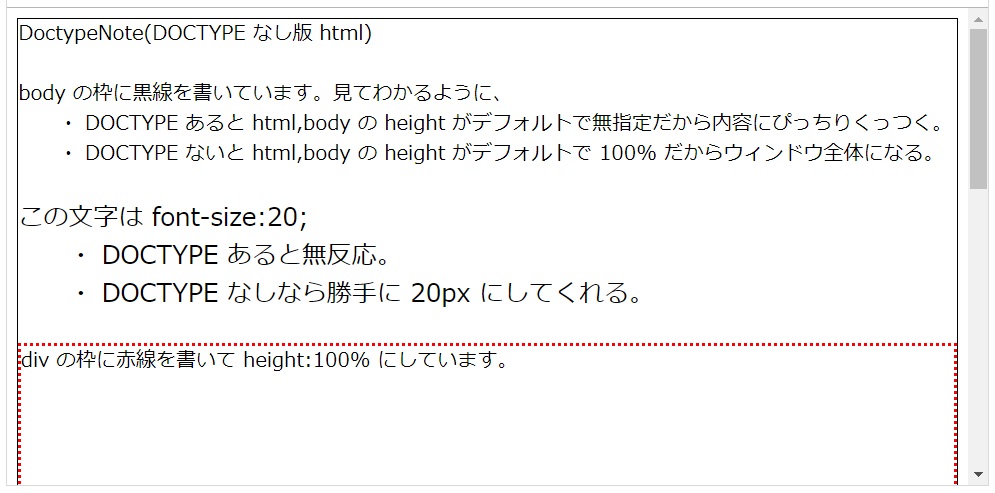 DoctypeNote(DOCTYPE なし版 html)
body の枠に黒線を書いています。見てわかるように、
・ DOCTYPE あると html,body の height がデフォルトで無指定だから内容にぴっちりくっつく。
・ DOCTYPE ないと html,body の height がデフォルトで 100% だからウィンドウ全体になる。
この文字は font-size:20;
・ DOCTYPE あると無反応。
・ DOCTYPE なしなら勝手に 20px にしてくれる。
div の枠に赤線を書いて height:100% にしています。